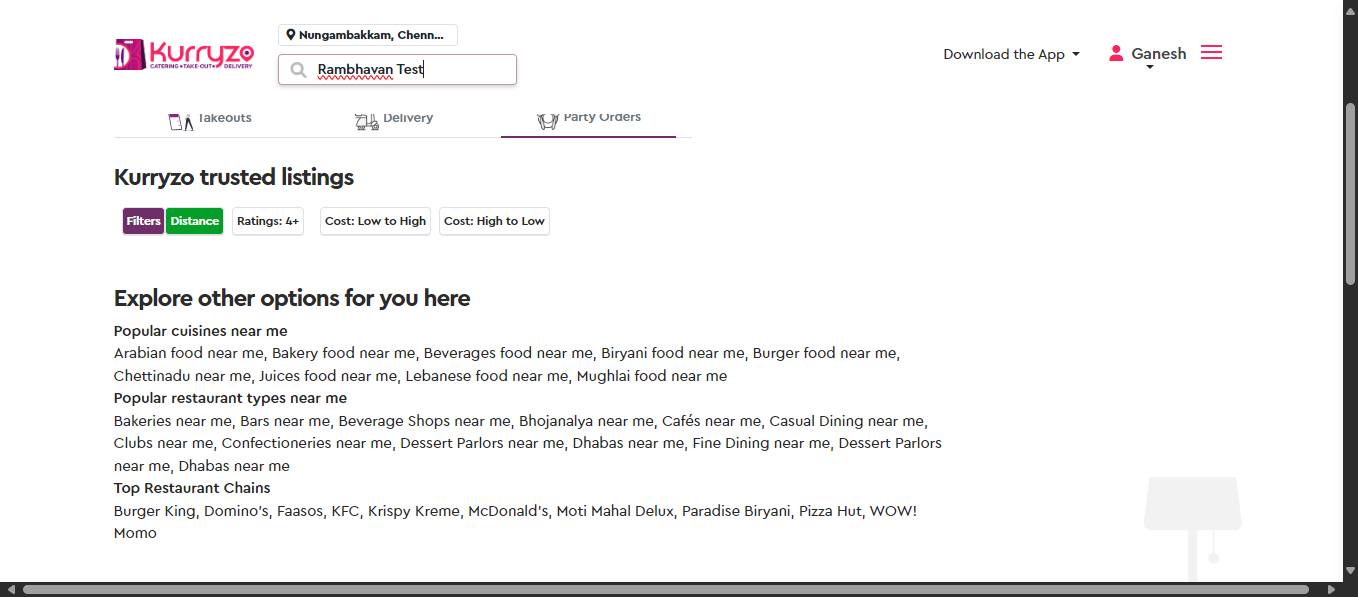 Nungambakkam, Chenn...
Kurryzo
CATERING •TAKE-OUT• DELIVERY
Rambhavan Test
Download the App
Ganesh
Takeouts
Delivery
Party Orders
Kurryzo trusted listings
Filters Distance Ratings: 4+ Cost: Low to High Cost: High to Low
Explore other options for you here
Popular cuisines near me
Arabian food near me, Bakery food near me, Beverages food near me, Biryani food near me, Burger food near me,
Chettinadu near me, Juices food near me, Lebanese food near me, Mughlai food near me
Popular restaurant types near me
Bakeries near me, Bars near me, Beverage Shops near me, Bhojanalya near me, Cafés near me, Casual Dining near me,
Clubs near me, Confectioneries near me, Dessert Parlors near me, Dhabas near me, Fine Dining near me, Dessert Parlors
near me, Dhabas near me
Top Restaurant Chains
Burger King, Domino's, Faasos, KFC, Krispy Kreme, McDonald's, Moti Mahal Delux, Paradise Biryani, Pizza Hut, WOW!
Momo